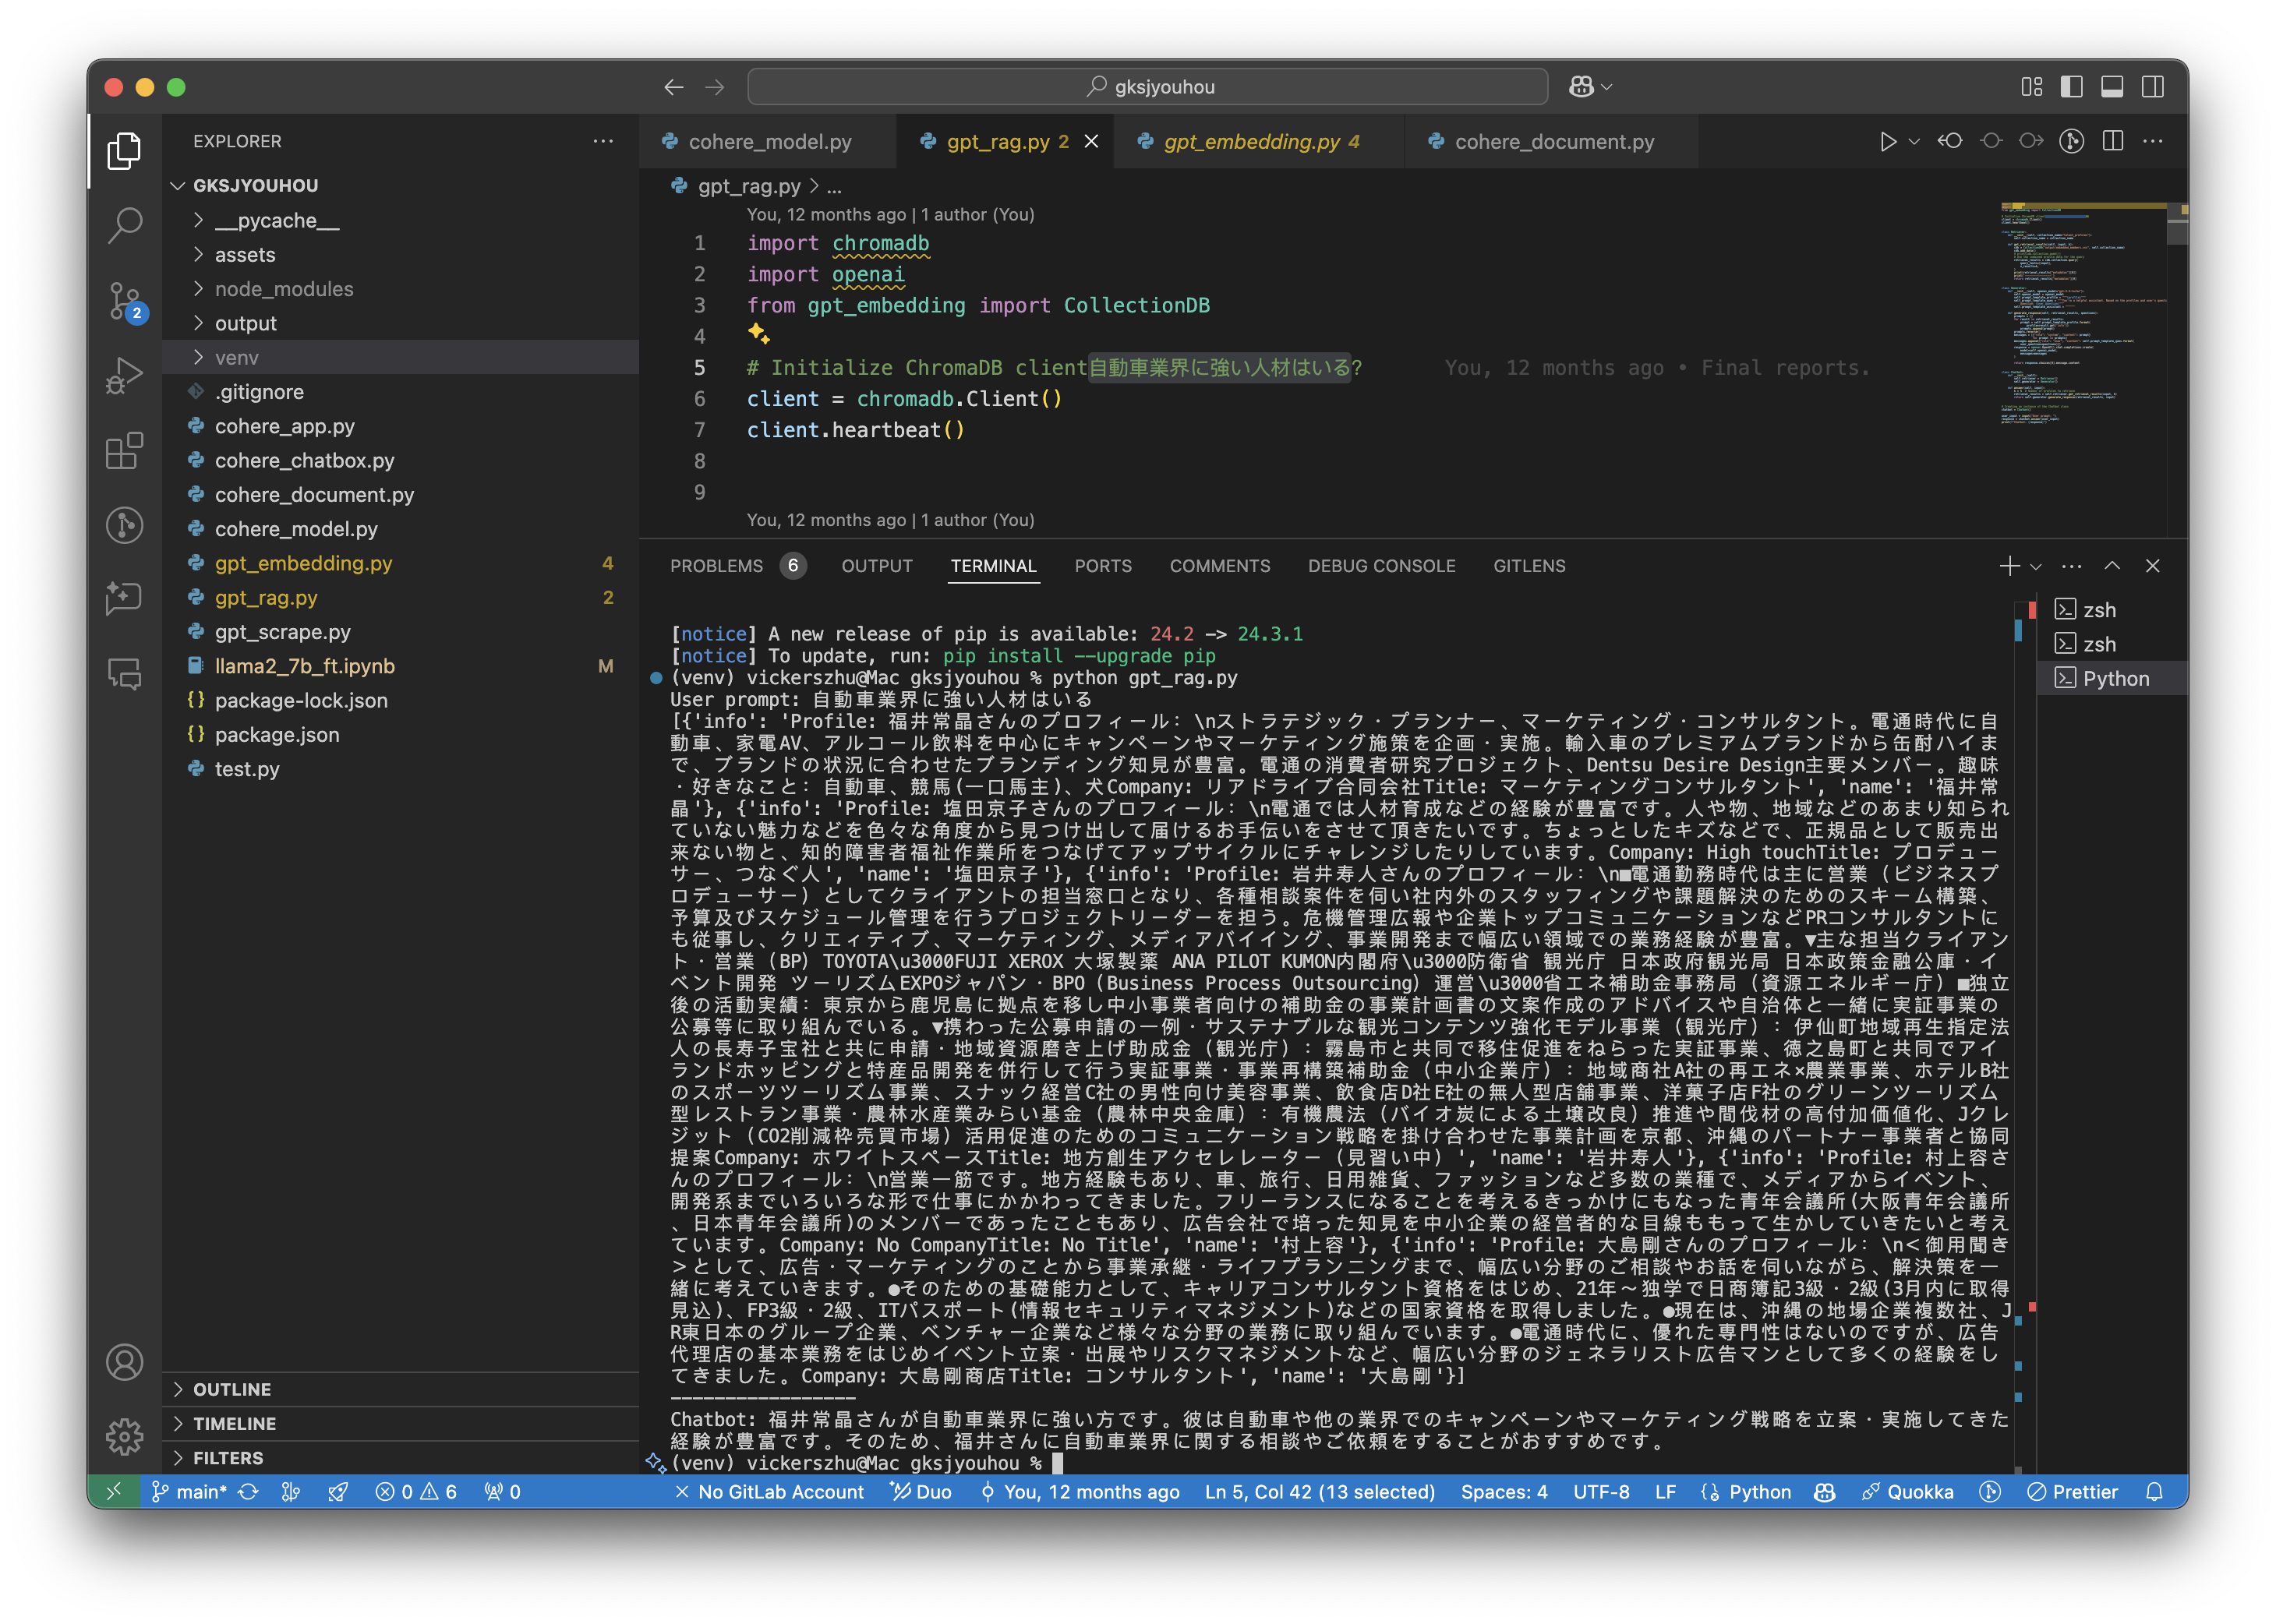 gksjyouhou
EXPLORER
GKSJYOUHOU
__pycache__
assets
node_modules
output
venv
.gitignore
cohere_app.py
cohere_chatbox.py
cohere_document.py
cohere_model.py
gpt_embedding.py 4
gpt_rag.py 2
gpt_scrape.py
llama2_7b_ft.ipynb M
package-lock.json
package.json
test.py
OUTLINE
TIMELINE
FILTERS
2
cohere_model.py gpt_rag.py 2 gpt_embedding.py 4 cohere_document.py
gpt_rag.py > ...
You, 12 months ago | 1 author (You)
1 import chromadb
2 import openai
3 from gpt_embedding import CollectionDB
4
5 # Initialize ChromaDB client自動車業界に強い人材はいる? You, 12 months ago • Final reports.
6 client = chromadb.Client()
7 client.heartbeat()
8
9
You, 12 months ago | 1 author (You)
PROBLEMS 6 OUTPUT TERMINAL PORTS COMMENTS DEBUG CONSOLE GITLENS
zsh
zsh
Python
[notice] A new release of pip is available: 24.2 -> 24.3.1
[notice] To update, run: pip install --upgrade pip
(venv) vickerszhu@Mac gksjyouhou % python gpt_rag.py
User prompt: 自動車業界に強い人材はいる
[{'info': 'Profile: 福井常晶さんのプロフィール：\nストラテジック・プランナー、マーケティング・コンサルタント。電通時代に自
動車、家電AV、アルコール飲料を中心にキャンペーンやマーケティング施策を企画・実施。輸入車のプレミアムブランドから缶酎ハイま
で、ブランドの状況に合わせたブランディング知見が豊富。電通の消費者研究プロジェクト、Dentsu Desire Design主要メンバー。趣味
・好きなこと：自動車、競馬(一口馬主)、犬Company: リアドライブ合同会社Title: マーケティングコンサルタント', 'name': '福井常
晶'}, {'info': 'Profile: 塩田京子さんのプロフィール：\n電通では人材育成などの経験が豊富です。人や物、地域などのあまり知られ
ていない魅力などを色々な角度から見つけ出して届けるお手伝いをさせて頂きたいです。ちょっとしたキズなどで、正規品として販売出
来ない物と、知的障害者福祉作業所をつなげてアップサイクルにチャレンジしたりしています。Company: High touchTitle: プロデュー
サー、つなぐ人', 'name': '塩田京子'}, {'info': 'Profile: 岩井寿人さんのプロフィール：\n■電通勤務時代は主に営業（ビジネスプ
ロデューサー）としてクライアントの担当窓口となり、各種相談案件を伺い社内外のスタッフィングや課題解決のためのスキーム構築、
予算及びスケジュール管理を行うプロジェクトリーダーを担う。危機管理広報や企業トップコミュニケーションなどPRコンサルタントに
も従事し、クリエィティブ、マーケティング、メディアバイイング、事業開発まで幅広い領域での業務経験が豊富。▼主な担当クライアン
ト・営業（BP）TOYOTA\u3000FUJI XEROX 大塚製薬 ANA PILOT KUMON内閣府\u3000防衛省 観光庁 日本政府観光局 日本政策金融公庫・イ
ベント開発 ツーリズムEXPOジャパン・BPO（Business Process Outsourcing）運営\u3000省エネ補助金事務局（資源エネルギー庁）■独立
後の活動実績：東京から鹿児島に拠点を移し中小事業者向けの補助金の事業計画書の文案作成のアドバイスや自治体と一緒に実証事業の
公募等に取り組んでいる。▼携わった公募申請の一例・サステナブルな観光コンテンツ強化モデル事業（観光庁）：伊仙町地域再生指定法
人の長寿子宝社と共に申請・地域資源磨き上げ助成金（観光庁）：霧島市と共同で移住促進をねらった実証事業、徳之島町と共同でアイ
ランドホッピングと特産品開発を併行して行う実証事業・事業再構築補助金（中小企業庁）：地域商社A社の再エネ×農業事業、ホテルB社
のスポーツツーリズム事業、スナック経営C社の男性向け美容事業、飲食店D社E社の無人型店舗事業、洋菓子店F社のグリーンツーリズム
型レストラン事業・農林水産業みらい基金（農林中央金庫）：有機農法（バイオ炭による土壌改良）推進や間伐材の高付加価値化、Jクレ
ジット（CO2削減枠売買市場）活用促進のためのコミュニケーション戦略を掛け合わせた事業計画を京都、沖縄のパートナー事業者と協同
提案Company: ホワイトスペースTitle: 地方創生アクセレレーター（見習い中）', 'name': '岩井寿人'}, {'info': 'Profile: 村上容さ
んのプロフィール：\n営業一筋です。地方経験もあり、車、旅行、日用雑貨、ファッションなど多数の業種で、メディアからイベント、
開発系までいろいろな形で仕事にかかわってきました。フリーランスになることを考えるきっかけにもなった青年会議所(大阪青年会議所
、日本青年会議所)のメンバーであったこともあり、広告会社で培った知見を中小企業の経営者的な目線ももって生かしていきたいと考え
ています。Company: No CompanyTitle: No Title', 'name': '村上容'}, {'info': 'Profile: 大島剛さんのプロフィール：\n＜御用聞き
＞として、広告・マーケティングのことから事業承継・ライフプランニングまで、幅広い分野のご相談やお話を伺いながら、解決策を一
緒に考えていきます。●そのための基礎能力として、キャリアコンサルタント資格をはじめ、21年～独学で日商簿記3級・2級(3月内に取得
見込)、FP3級・2級、ITパスポート(情報セキュリティマネジメント)などの国家資格を取得しました。●現在は、沖縄の地場企業複数社、J
R東日本のグループ企業、ベンチャー企業など様々な分野の業務に取り組んでいます。●電通時代に、優れた専門性はないのですが、広告
代理店の基本業務をはじめイベント立案・出展やリスクマネジメントなど、幅広い分野のジェネラリスト広告マンとして多くの経験をし
てきました。Company: 大島剛商店Title: コンサルタント', 'name': '大島剛'}]
-----------------
Chatbot: 福井常晶さんが自動車業界に強い方です。彼は自動車や他の業界でのキャンペーンやマーケティング戦略を立案・実施してきた
経験が豊富です。そのため、福井さんに自動車業界に関する相談やご依頼をすることがおすすめです。
(venv) vickerszhu@Mac gksjyouhou %
main* 0 6 0 No GitLab Account Duo You, 12 months ago Ln 5, Col 42 (13 selected) Spaces: 4 UTF-8 LF Python Quokka Prettier